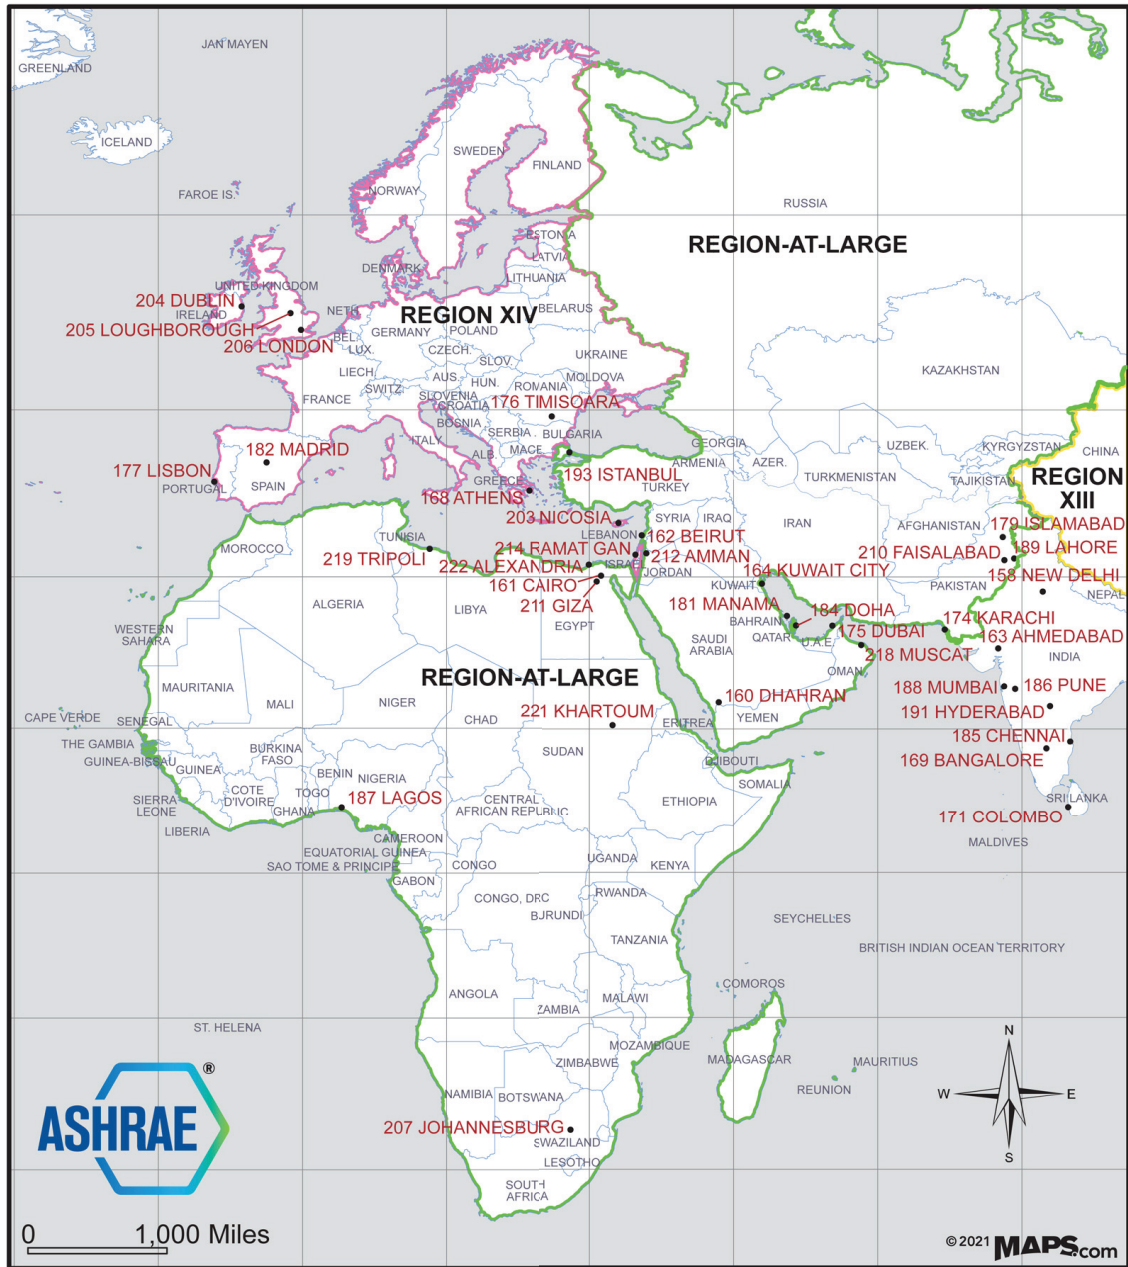 JAN MAYEN
GREENLAND
ICELAND
SWEDEN
FINLAND
NORWAY
FAROE IS.
RUSSIA
ESTONIA
REGION-AT-LARGE
LATVIA
DENMARK
LITHUANIA
UNITED KINGDOM
204 DUBLIN
IRELAND
NETH.
REGION XIV
BELARUS
205 LOUGHBOROUGH
GERMANY
POLAND
206 LONDON
BEL.
LUX.
CZECH.
SLOV.
UKRAINE
LIECH.
AUS.
HUN.
MOLDOVA
KAZAKHSTAN
SWITZ.
ROMANIA
FRANCE
SLOVENIA
CROATIA
176 TIMISOARA
BOSNIA
SERBIA
BULGARIA
ITALY
MACE.
GEORGIA
UZBEK.
KYRGYZSTAN
CHINA
182 MADRID
ALB.
ARMENIA
AZER.
177 LISBON
193 ISTANBUL
TURKMENISTAN
TAJIKISTAN
REGION
XIII
PORTUGAL
SPAIN
GREECE
TURKEY
168 ATHENS
203 NICOSIA
SYRIA
IRAQ
IRAN
AFGHANISTAN
179 ISLAMABAD
TUNISIA
LEBANON
162 BEIRUT
MOROCCO
219 TRIPOLI
214 RAMAT GAN
212 AMMAN
210 FAISALABAD
189 LAHORE
222 ALEXANDRIA
ISRAEL
JORDAN
164 KUWAIT CITY
158 NEW DELHI
161 CAIRO
KUWAIT
PAKISTAN
NEPAL
211 GIZA
ALGERIA
LIBYA
181 MANAMA
184 DOHA
174 KARACHI
EGYPT
BAHRAIN
175 DUBAI
163 AHMEDABAD
WESTERN
SAHARA
SAUDI
ARABIA
QATAR
U.A.E.
218 MUSCAT
INDIA
OMAN
REGION-AT-LARGE
MAURITANIA
188 MUMBAI
186 PUNE
MALI
NIGER
160 DHAHRAN
191 HYDERABAD
CAPE VERDE
SENEGAL
CHAD
221 KHARTOUM
ERITREA
YEMEN
185 CHENNAI
THE GAMBIA
BURKINA
FASO
SUDAN
169 BANGALORE
GUINEA-BISSAU
GUINEA
BENIN
NIGERIA
DJIBOUTI
SOMALIA
TOGO
COTE
D'IVOIRE
187 LAGOS
SIERRA
LEONE
GHANA
CENTRAL
AFRICAN REPUBLIC
ETHIOPIA
SRI LANKA
171 COLOMBO
LIBERIA
CAMEROON
MALDIVES
EQUATORIAL GUINEA
SAO TOME & PRINCIPE
CONGO
UGANDA
KENYA
GABON
CONGO, DRC
RWANDA
BURUNDI
SEYCHELLES
TANZANIA
BRITISH INDIAN OCEAN TERRITORY
COMOROS
ANGOLA
MALAWI
ZAMBIA
ST. HELENA
MOZAMBIQUE
MADAGASCAR
MAURITIUS
ZIMBABWE
NAMIBIA
BOTSWANA
REUNION
207 JOHANNESBURG
SWAZILAND
LESOTHO
SOUTH
AFRICA
N
W E
S
ASHRAE®
0 1,000 Miles
© 2021 MAPS.com